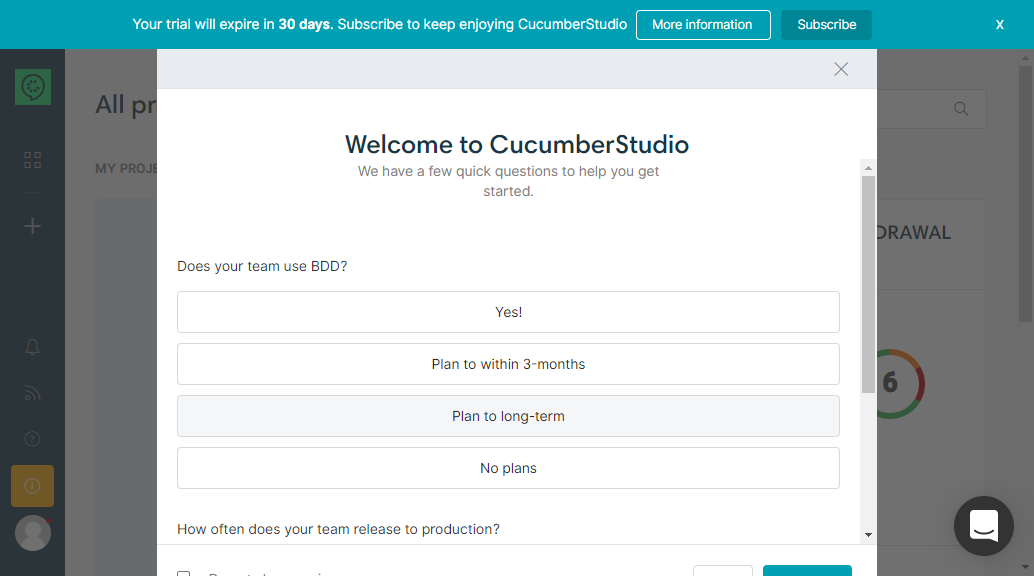 Your trial will expire in 30 days. Subscribe to keep enjoying CucumberStudio More information Subscribe x
All pr
MY PROJE
Welcome to CucumberStudio
We have a few quick questions to help you get
started.
DRAWAL
Does your team use BDD?
Yes!
Plan to within 3-months
6
Plan to long-term
No plans
How often does your team release to production?